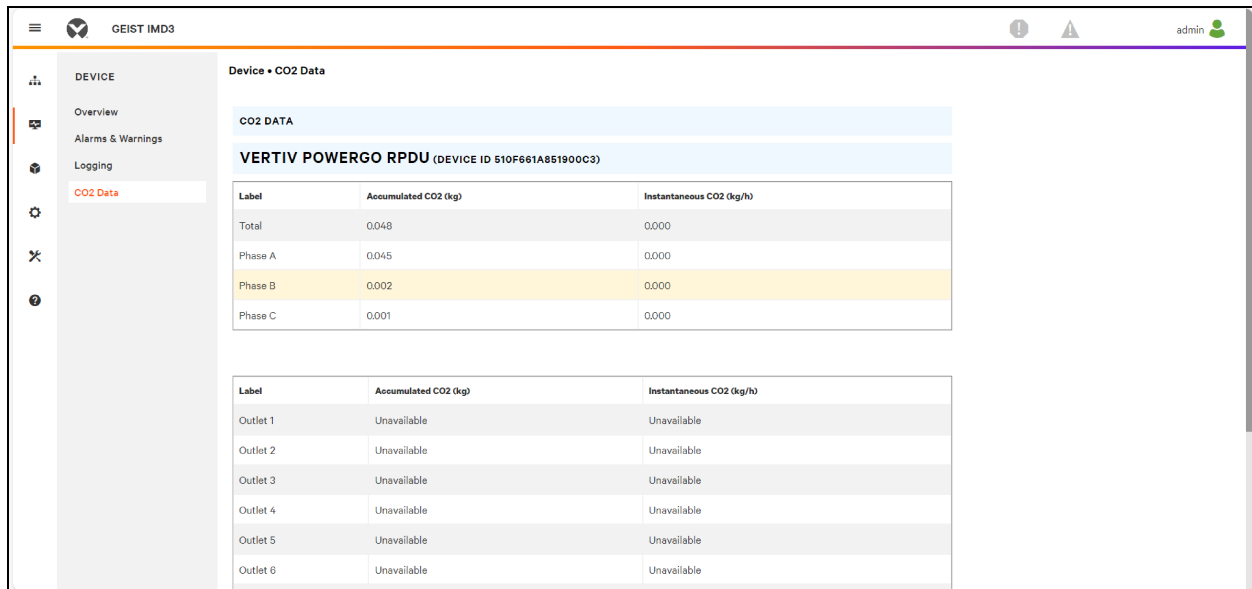 GEIST IMD3
admin
DEVICE
Overview
Alarms & Warnings
Logging
CO2 Data
Device • CO2 Data
CO2 DATA
VERTIV POWERGO RPDU (DEVICE ID 510F661A851900C3)
Label Accumulated CO2 (kg) Instantaneous CO2 (kg/h)
Total 0.048 0.000
Phase A 0.045 0.000
Phase B 0.002 0.000
Phase C 0.001 0.000
Label Accumulated CO2 (kg) Instantaneous CO2 (kg/h)
Outlet 1 Unavailable Unavailable
Outlet 2 Unavailable Unavailable
Outlet 3 Unavailable Unavailable
Outlet 4 Unavailable Unavailable
Outlet 5 Unavailable Unavailable
Outlet 6 Unavailable Unavailable